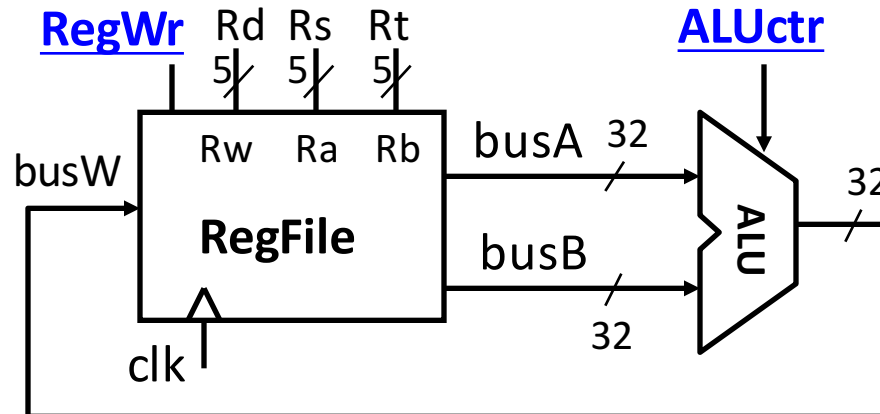 RegWr Rd Rs Rt ALUctr
5 5 5
Rw Ra Rb
busW busA 32 32
RegFile ALU
busB
32
clk